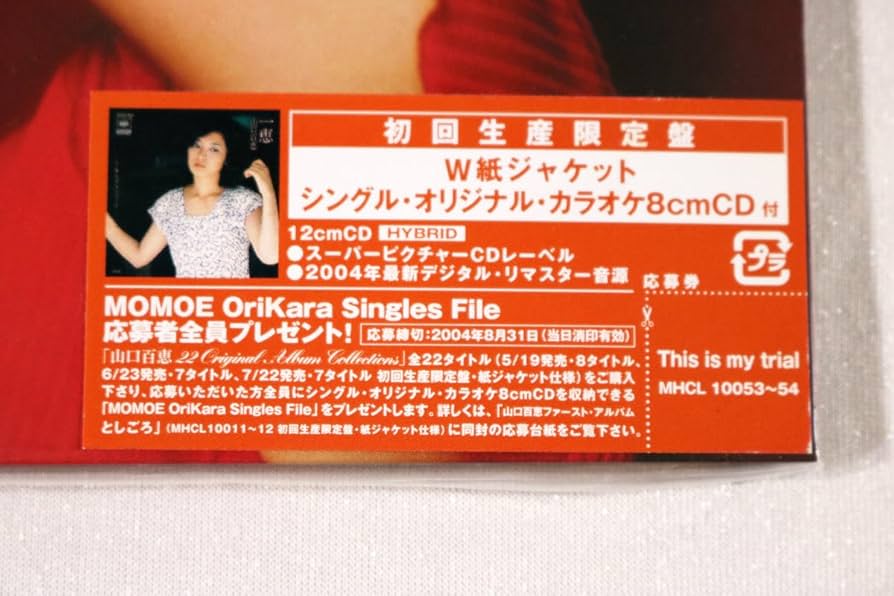 一恵
初回生産限定盤
W紙ジャケット
シングル・オリジナル・カラオケ8cmCD付
12cmCD HYBRID
●スーパーピクチャーCDレーベル
●2004年最新デジタル・リマスター音源
プラ
応募券
MOMOE OriKara Singles File
応募者全員プレゼント! 応募締切:2004年8月31日(当日消印有効)
「山口百恵 22 Original Album Collections」全22タイトル(5/19発売・8タイトル、
6/23発売・7タイトル、7/22発売・7タイトル 初回生産限定盤・紙ジャケット仕様)をご購入
下さり、応募いただいた方全員にシングル・オリジナル・カラオケ8cmCDを収納できる
「MOMOE OriKara Singles File」をプレゼントします。詳しくは、「山口百恵ファースト・アルバム
としごろ」(MHCL10011~12 初回生産限定盤・紙ジャケット仕様)に同封の応募台紙をご覧下さい。
This is my trial
MHCL 10053~54